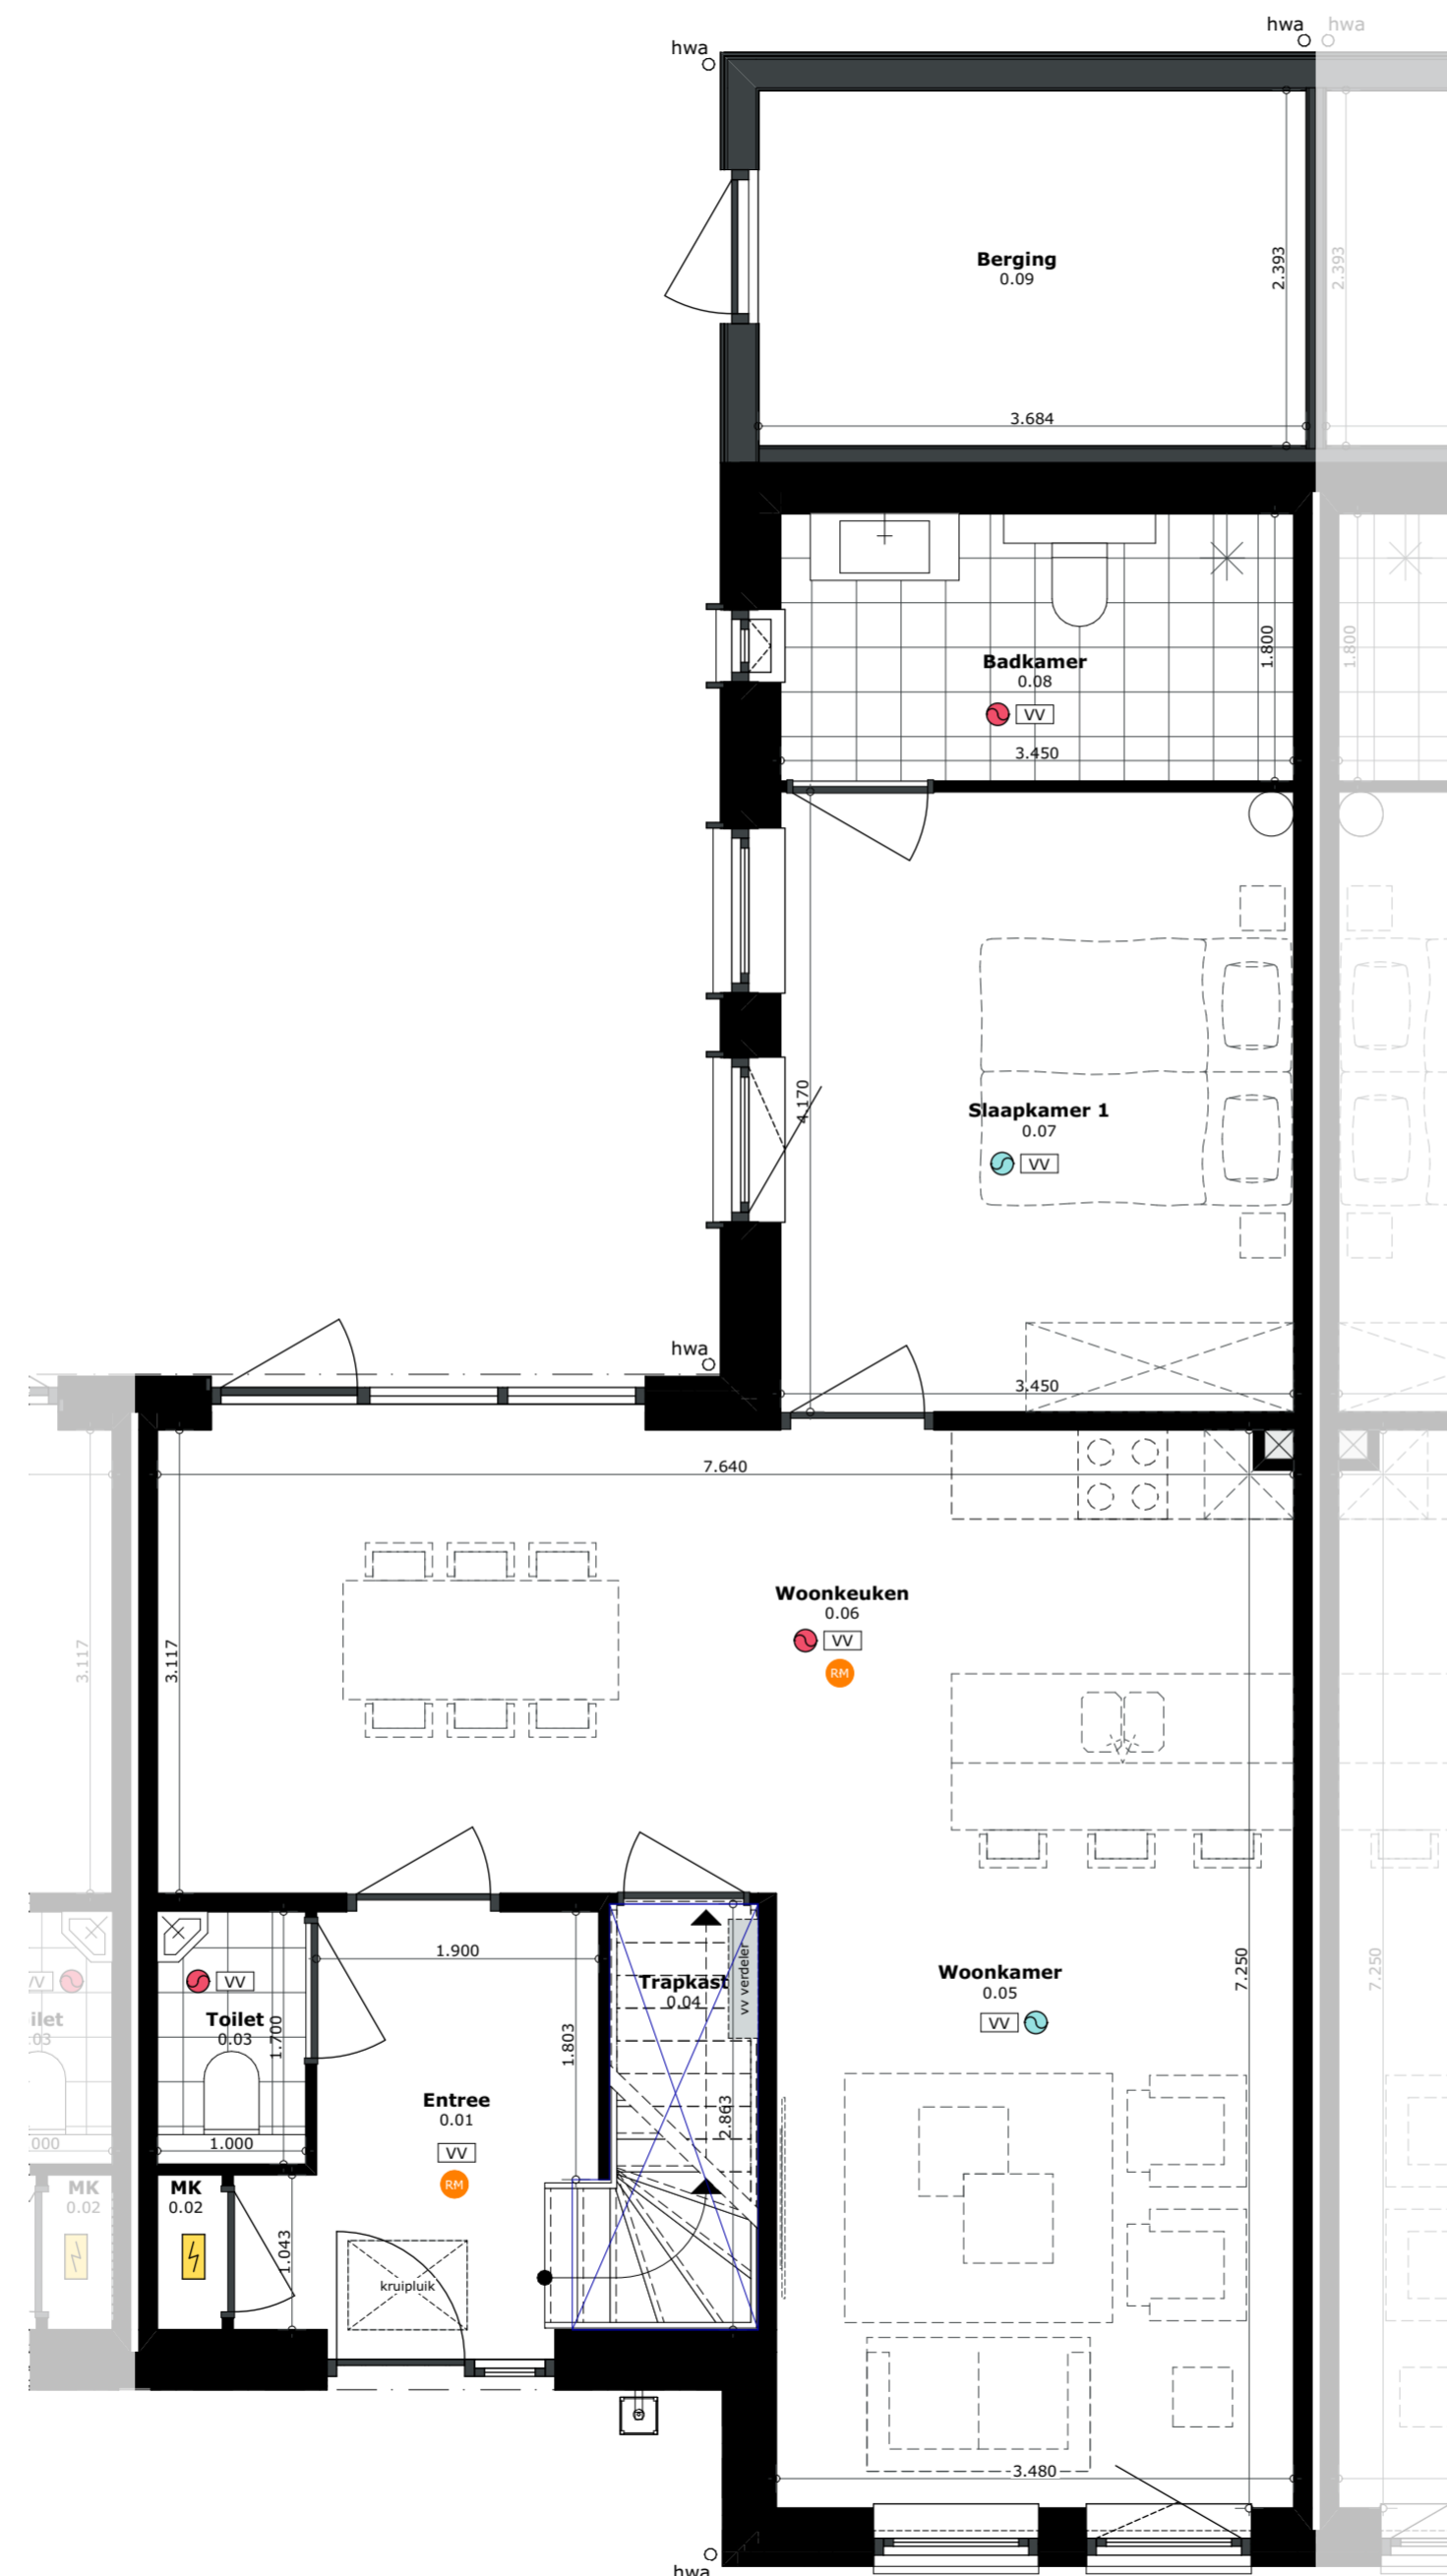 hwa hwa
hwa
Berging
0.09
2.393
2.393
3.684
Badkamer
0.08
VV
1.800
1.800
3.450
4.170
Slaapkamer 1
0.07
VV
hwa
3.450
7.640
Woonkeuken
0.06
VV
RM
3.117
3.117
1.900
Trapkast
0.04
vv verdeler
Woonkamer
0.05
VV
7.250
7.250
VV
VV
ilet
03
Toilet
0.03
1.700
1.803
Entree
0.01
VV
RM
2.863
000
1.000
MK
0.02
MK
0.02
1.043
kruipluik
3.480
hwa